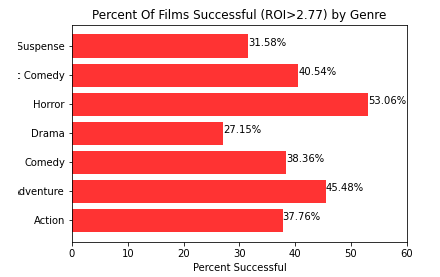 Percent Of Films Successful (ROI>2.77) by Genre
Suspense 31.58%
: Comedy 40.54%
Horror 53.06%
Drama 27.15%
Comedy 38.36%
dventure 45.48%
Action 37.76%
0 10 20 30 40 50 60
Percent Successful